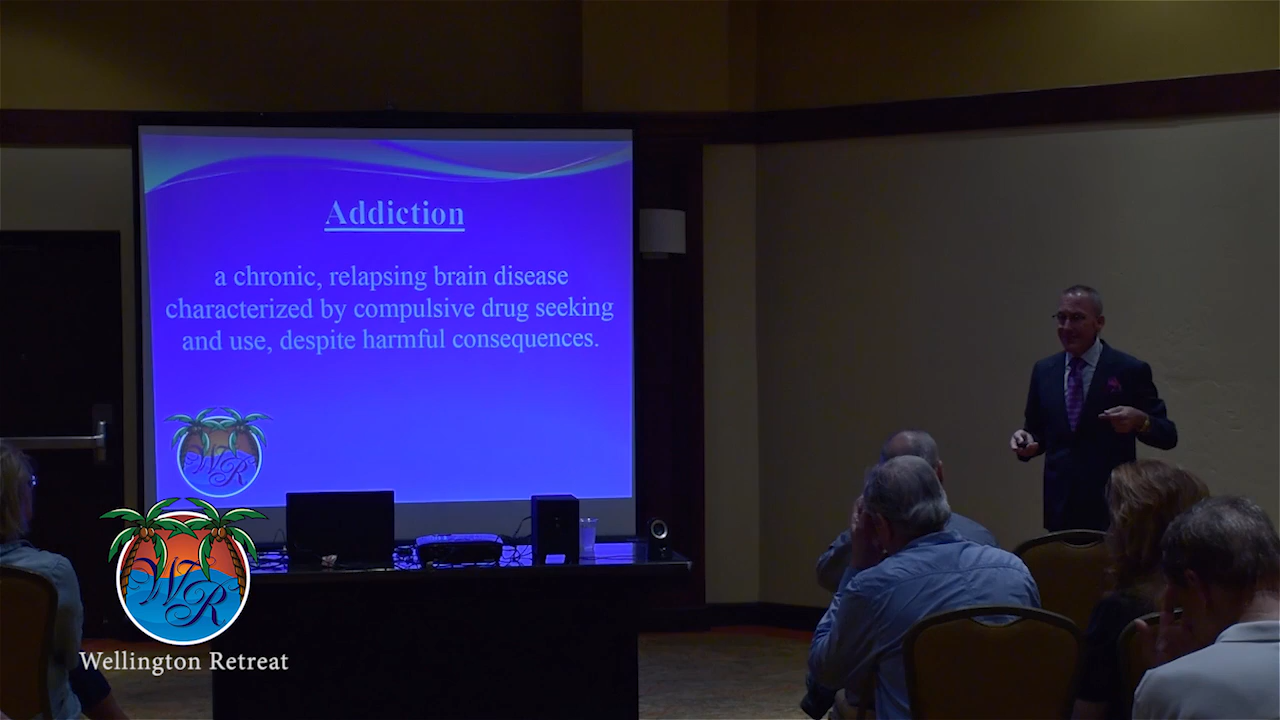 Addiction
a chronic, relapsing brain disease
characterized by compulsive drug seeking
and use, despite harmful consequences.
WR
WR
Wellington Retreat